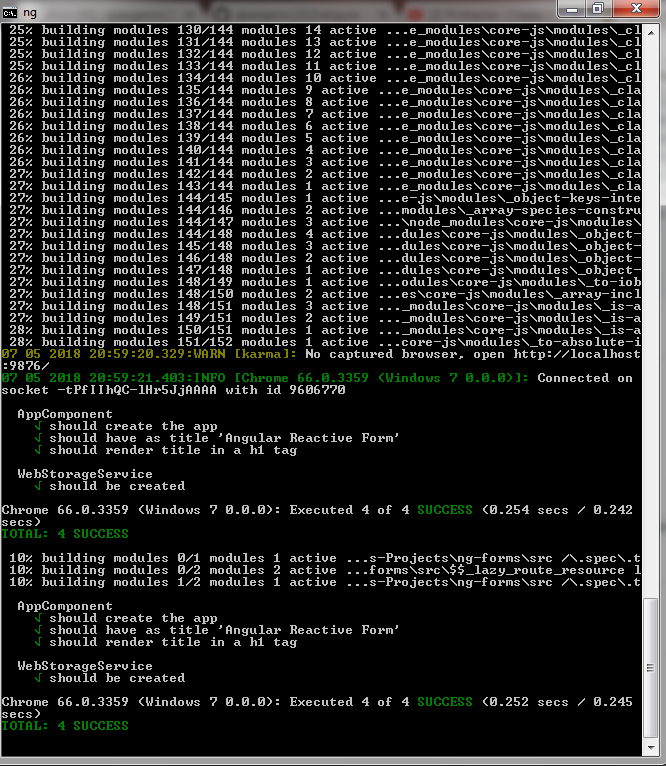 ng
25% building modules 130/144 modules 14 active ...e_modules\core-js\modules\_cl
25% building modules 131/144 modules 13 active ...e_modules\core-js\modules\_cla
25% building modules 132/144 modules 12 active ...e_modules\core-js\modules\_cla
25% building modules 133/144 modules 11 active ...e_modules\core-js\modules\_cla
26% building modules 134/144 modules 10 active ...e_modules\core-js\modules\_cla
26% building modules 135/144 modules 9 active ...e_modules\core-js\modules\_cla
26% building modules 136/144 modules 8 active ...e_modules\core-js\modules\_cla
26% building modules 137/144 modules 7 active ...e_modules\core-js\modules\_cla
26% building modules 138/144 modules 6 active ...e_modules\core-js\modules\_cla
26% building modules 139/144 modules 5 active ...e_modules\core-js\modules\_cla
26% building modules 140/144 modules 4 active ...e_modules\core-js\modules\_cla
26% building modules 141/144 modules 3 active ...e_modules\core-js\modules\_cla
27% building modules 142/144 modules 2 active ...e_modules\core-js\modules\_cla
27% building modules 143/144 modules 1 active ...e_modules\core-js\modules\_cla
27% building modules 144/145 modules 1 active ...e-js\modules\_object-keys-inte
27% building modules 144/146 modules 2 active ...modules\_array-species-constru
27% building modules 144/147 modules 3 active ...\node_modules\core-js\modules\
27% building modules 144/148 modules 4 active ...dules\core-js\modules\_object-
27% building modules 145/148 modules 3 active ...dules\core-js\modules\_object-
27% building modules 146/148 modules 2 active ...dules\core-js\modules\_object-
27% building modules 147/148 modules 1 active ...dules\core-js\modules\_object-
27% building modules 148/149 modules 1 active ...odules\core-js\modules\_to-iob
27% building modules 148/150 modules 2 active ...es\core-js\modules\_array-incl
27% building modules 148/151 modules 3 active ..._modules\core-js\modules\_is-a
27% building modules 149/151 modules 2 active ..._modules\core-js\modules\_is-a
28% building modules 150/151 modules 1 active ..._modules\core-js\modules\_is-a
28% building modules 151/152 modules 1 active ...core-js\modules\_to-absolute-i
07 05 2018 20:59:20.329:WARN [karma]: No captured browser, open http://localhost
:9876/
07 05 2018 20:59:21.403:INFO [Chrome 66.0.3359 (Windows 7 0.0.0)]: Connected on
socket -tPfIIhQC-lHr5JjAAAA with id 9606770
AppComponent
√ should create the app
√ should have as title 'Angular Reactive Form'
√ should render title in a h1 tag
WebStorageService
√ should be created
Chrome 66.0.3359 (Windows 7 0.0.0): Executed 4 of 4 SUCCESS (0.254 secs / 0.242
secs)
TOTAL: 4 SUCCESS
10% building modules 0/1 modules 1 active ...s-Projects\ng-forms\src /\.spec\.t
10% building modules 0/2 modules 2 active ...forms\src\$$_lazy_route_resource l
10% building modules 1/2 modules 1 active ...s-Projects\ng-forms\src /\.spec\.t
AppComponent
√ should create the app
√ should have as title 'Angular Reactive Form'
√ should render title in a h1 tag
WebStorageService
√ should be created
Chrome 66.0.3359 (Windows 7 0.0.0): Executed 4 of 4 SUCCESS (0.252 secs / 0.245
secs)
TOTAL: 4 SUCCESS